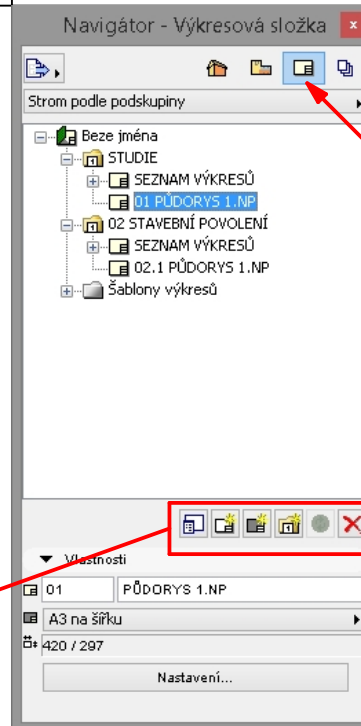 Navigátor - Výkresová složka
Strom podle podskupiny
Beze jména
STUDIE
SEZNAM VÝKRESŮ
01 PŮDORYS 1.NP
02 STAVEBNÍ POVOLENÍ
SEZNAM VÝKRESŮ
02.1 PŮDORYS 1.NP
Šablony výkresů
Vlastnosti
01 PŮDORYS 1.NP
A3 na šířku
420 / 297
Nastavení...